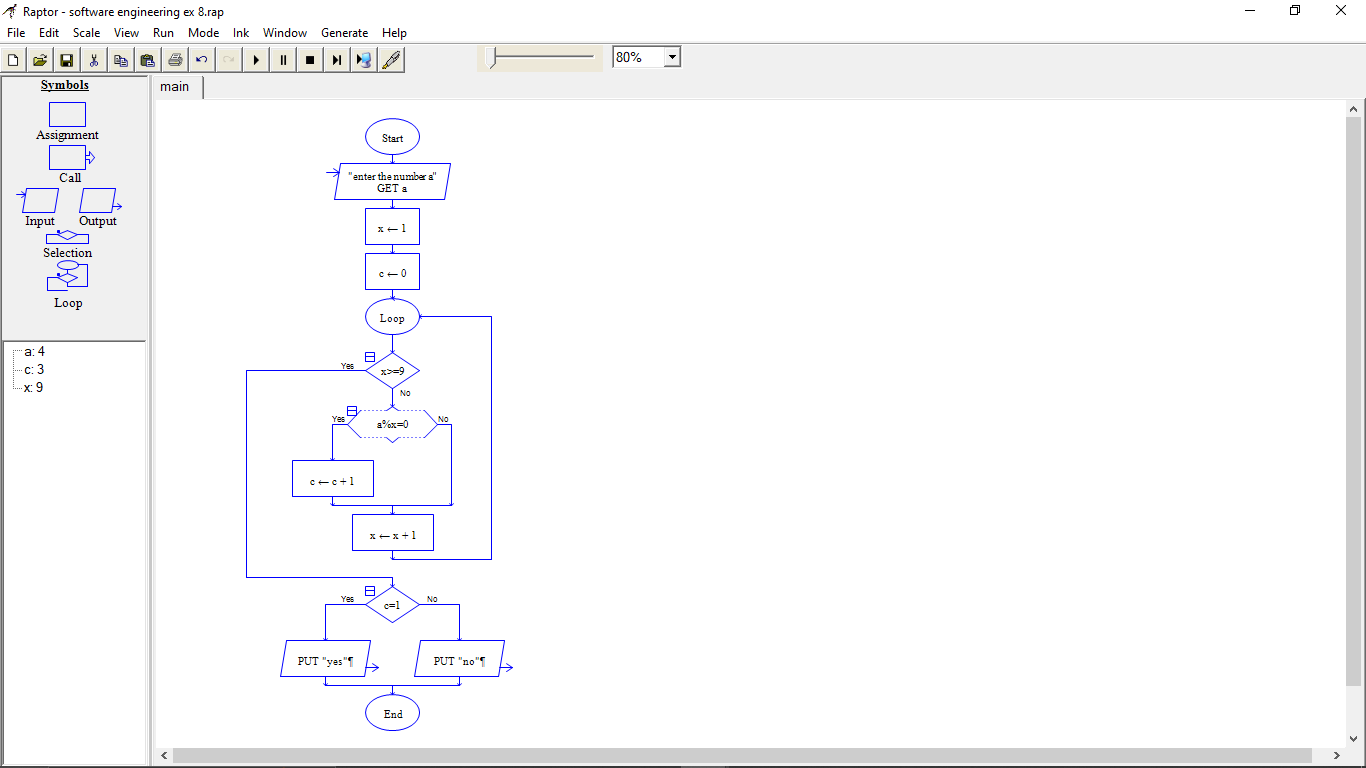 Raptor - software engineering ex 8.rap
File Edit Scale View Run Mode Ink Window Generate Help
80%
Symbols
Assignment
Call
Input Output
Selection
Loop
a: 4
c: 3
x: 9
main
Start
"enter the number a"
GET a
x ← 1
c ← 0
Loop
Yes
x>=9
No
Yes
a%x=0
No
c ← c + 1
x ← x + 1
Yes
c=1
No
PUT "yes"¶
PUT "no"¶
End